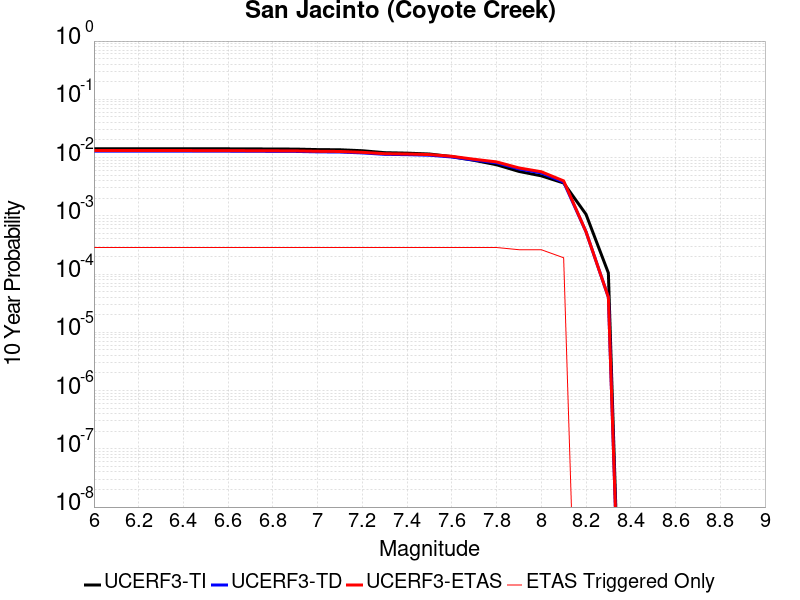 San Jacinto (Coyote Creek)
10 0
10 -1
10 -2
10 -3
10 -4
10 -5
10 -6
10 -7
10 -8
10 Year Probability
6 6.2 6.4 6.6 6.8 7 7.2 7.4 7.6 7.8 8 8.2 8.4 8.6 8.8 9
Magnitude
UCERF3-TI UCERF3-TD UCERF3-ETAS ETAS Triggered Only